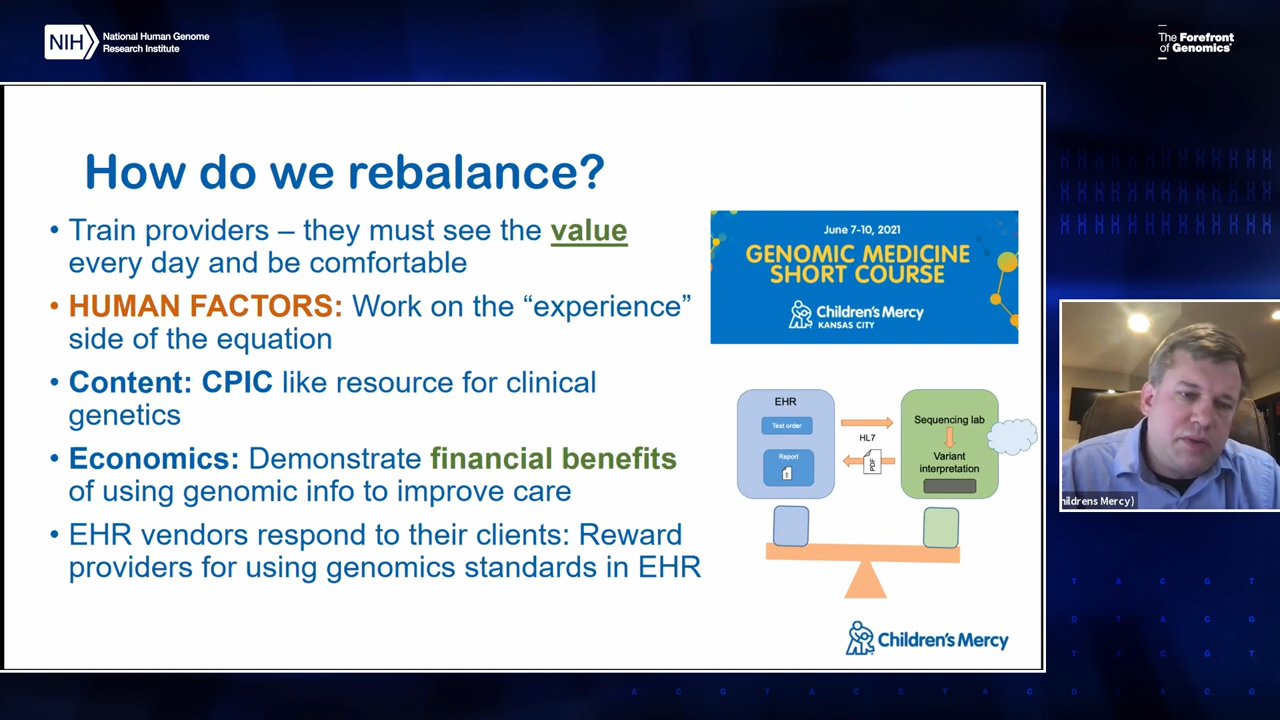 NIH
National Human Genome
Research Institute
The Forefront
of Genomics®
How do we rebalance?
• Train providers – they must see the value
every day and be comfortable
• HUMAN FACTORS: Work on the “experience”
side of the equation
• Content: CPIC like resource for clinical
genetics
• Economics: Demonstrate financial benefits
of using genomic info to improve care
• EHR vendors respond to their clients: Reward
providers for using genomics standards in EHR
June 7-10, 2021
GENOMIC MEDICINE
SHORT COURSE
Children's Mercy
KANSAS CITY
EHR
Test order
Report
HL7
PDF
Sequencing lab
Variant
interpretation
Children's Mercy
hildrens Mercy)
T A C G T
G T A C G
T A C G T
A C G T A C G T A C G T A C G